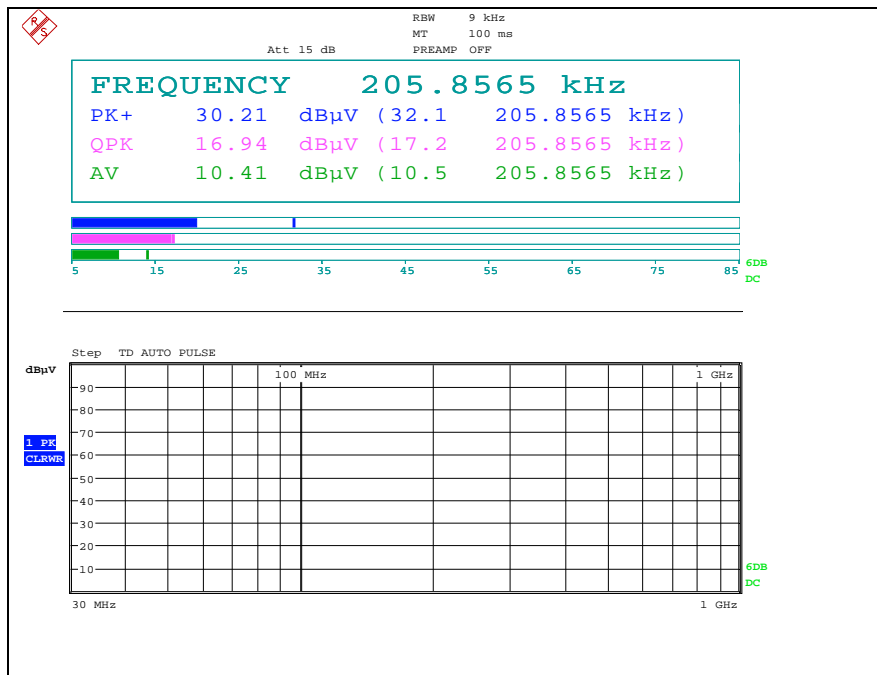 R
S
RBW 9 kHz
MT 100 ms
Att 15 dB PREAMP OFF
FREQUENCY 205.8565 kHz
PK+ 30.21 dBµV (32.1 205.8565 kHz)
QPK 16.94 dBµV (17.2 205.8565 kHz)
AV 10.41 dBµV (10.5 205.8565 kHz)
5 15 25 35 45 55 65 75 85
6DB
DC
Step TD AUTO PULSE
dBµV
100 MHz 1 GHz
90
80
70
1 PK
CLRWR
60
50
40
30
20
10
6DB
DC
30 MHz 1 GHz